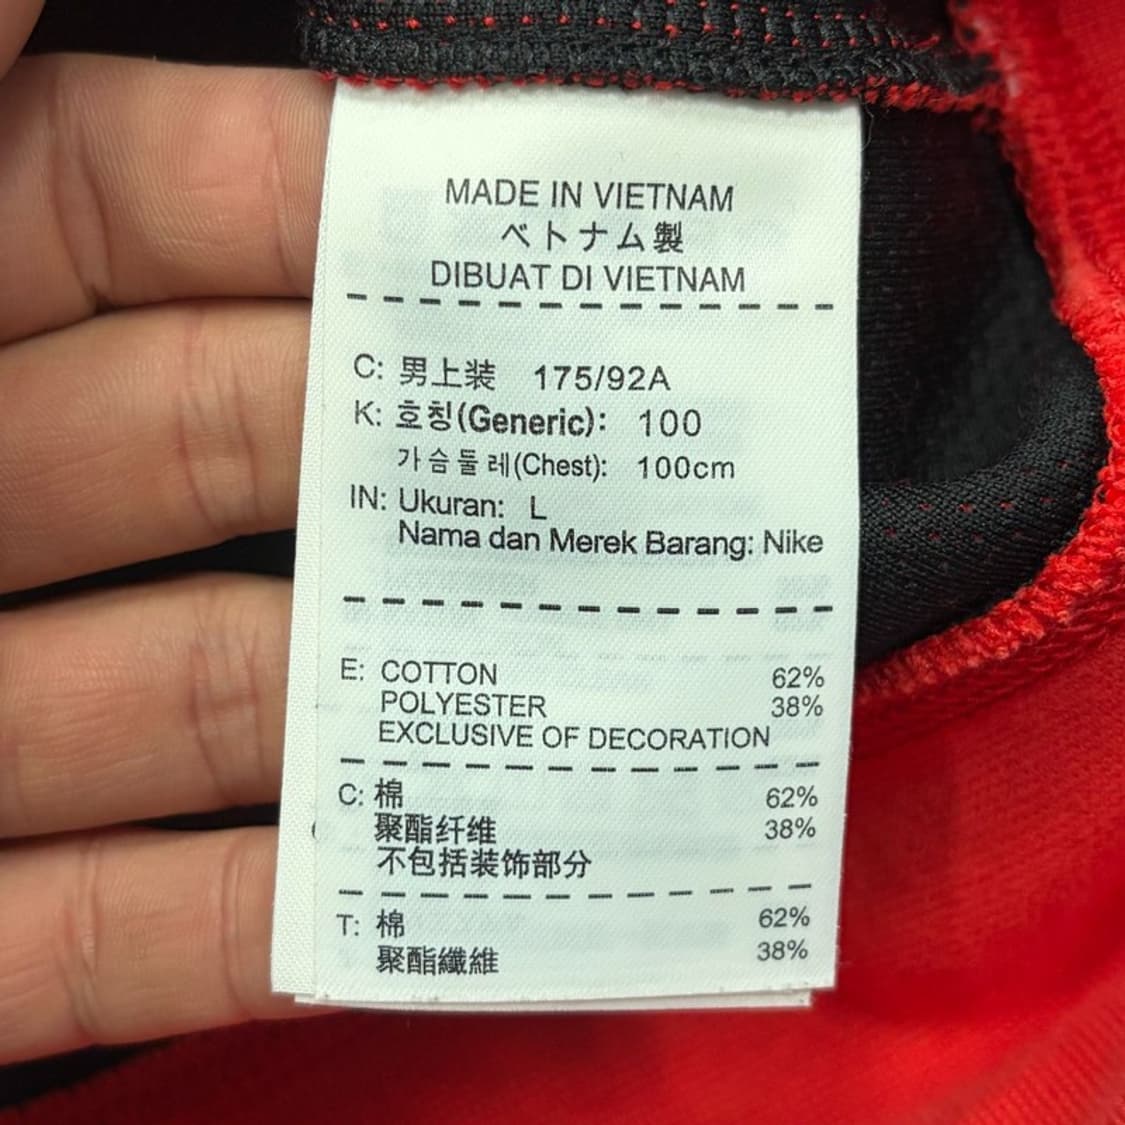 MADE IN VIETNAM
ベトナム製
DIBUAT DI VIETNAM
C: 男上装 175/92A
K: 호칭(Generic): 100
가슴둘레(Chest): 100cm
IN: Ukuran: L
Nama dan Merek Barang: Nike
E: COTTON 62%
POLYESTER 38%
EXCLUSIVE OF DECORATION
C: 棉 62%
聚酯纤维 38%
不包括装饰部分
T: 棉 62%
聚酯纖維 38%